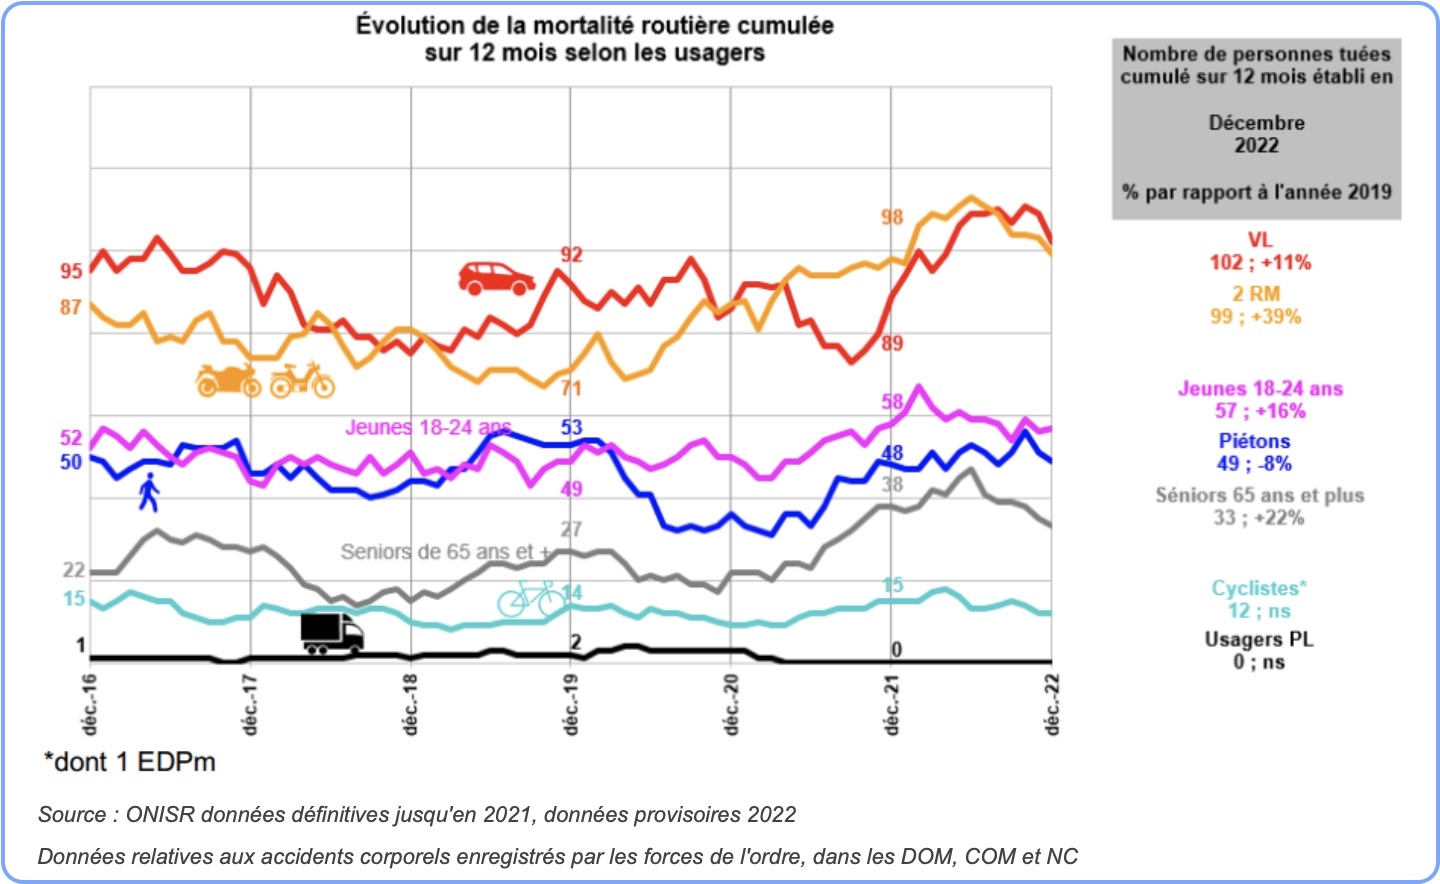 Évolution de la mortalité routière cumulée
sur 12 mois selon les usagers
Nombre de personnes tuées
cumulé sur 12 mois établi en
Décembre
2022
% par rapport à l'année 2019
VL
102 ; +11%
2 RM
99 ; +39%
Jeunes 18-24 ans
57 ; +16%
Piétons
49 ; -8%
Séniors 65 ans et plus
33 ; +22%
Cyclistes*
12 ; ns
Usagers PL
0 ; ns
95
87
52
50
22
15
1
92
71
53
49
27
14
2
98
89
58
48
38
15
0
Jeunes 18-24 ans
Seniors de 65 ans et +
déc.-16
déc.-17
déc.-18
déc.-19
déc.-20
déc.-21
déc.-22
*dont 1 EDPm
Source : ONISR données définitives jusqu'en 2021, données provisoires 2022
Données relatives aux accidents corporels enregistrés par les forces de l'ordre, dans les DOM, COM et NC